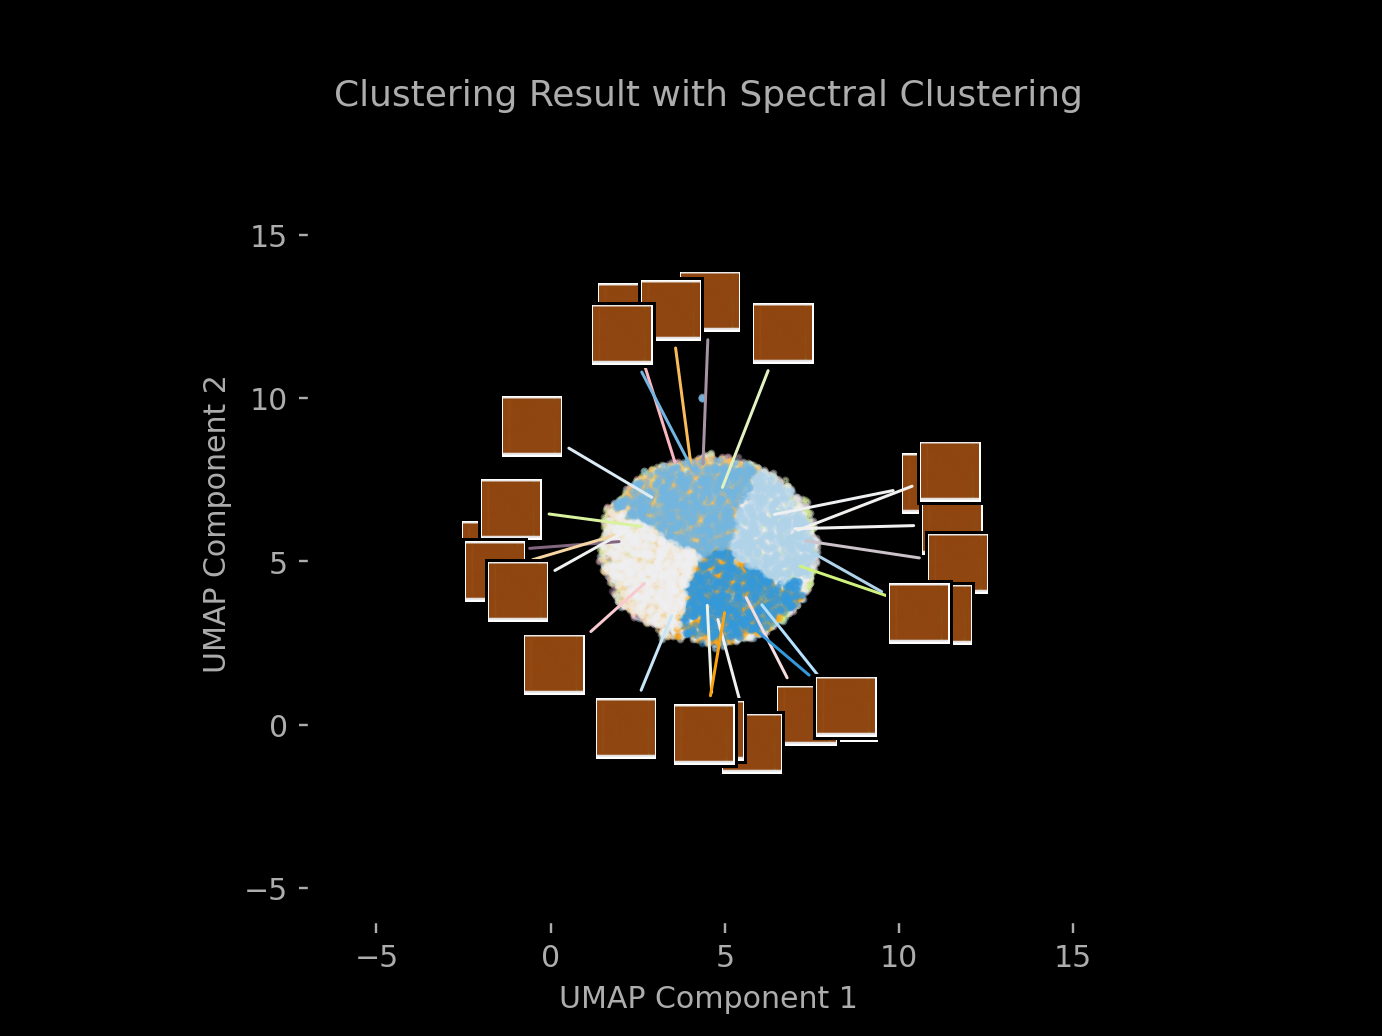 Clustering Result with Spectral Clustering
15
10
5
0
−5
UMAP Component 2
−5 0 5 10 15
UMAP Component 1